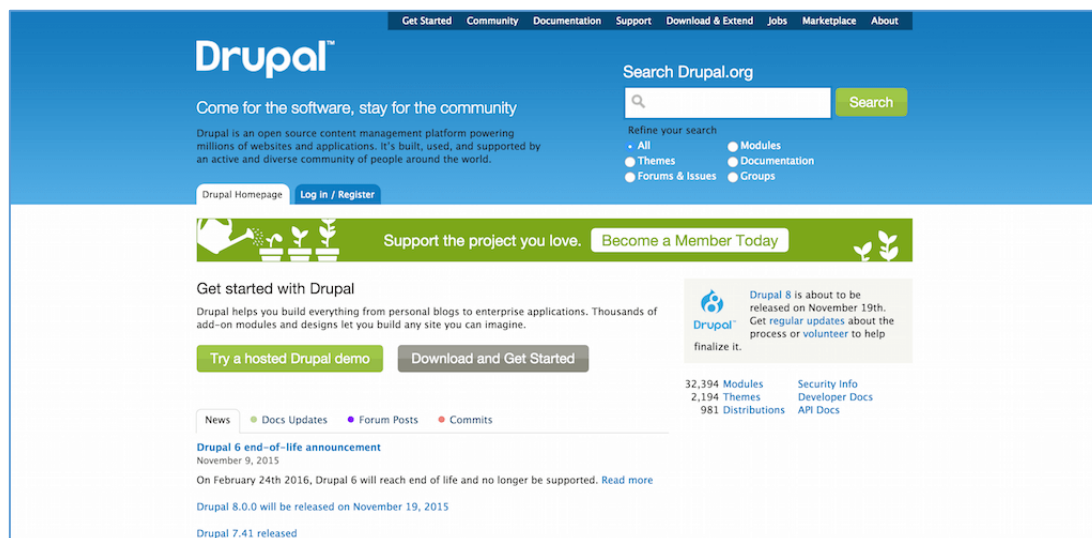 Get Started Community Documentation Support Download & Extend Jobs Marketplace About
Drupal™
Come for the software, stay for the community
Drupal is an open source content management platform powering
millions of websites and applications. It's built, used, and supported by
an active and diverse community of people around the world.
Search Drupal.org
Search
Refine your search
All Modules
Themes Documentation
Forums & Issues Groups
Drupal Homepage Log in / Register
Support the project you love. Become a Member Today
Get started with Drupal
Drupal helps you build everything from personal blogs to enterprise applications. Thousands of
add-on modules and designs let you build any site you can imagine.
Try a hosted Drupal demo Download and Get Started
Drupal™
Drupal 8 is about to be
released on November 19th.
Get regular updates about the
process or volunteer to help
finalize it.
32,394 Modules Security Info
2,194 Themes Developer Docs
981 Distributions API Docs
News Docs Updates Forum Posts Commits
Drupal 6 end-of-life announcement
November 9, 2015
On February 24th 2016, Drupal 6 will reach end of life and no longer be supported. Read more
Drupal 8.0.0 will be released on November 19, 2015
Drupal 7.41 released